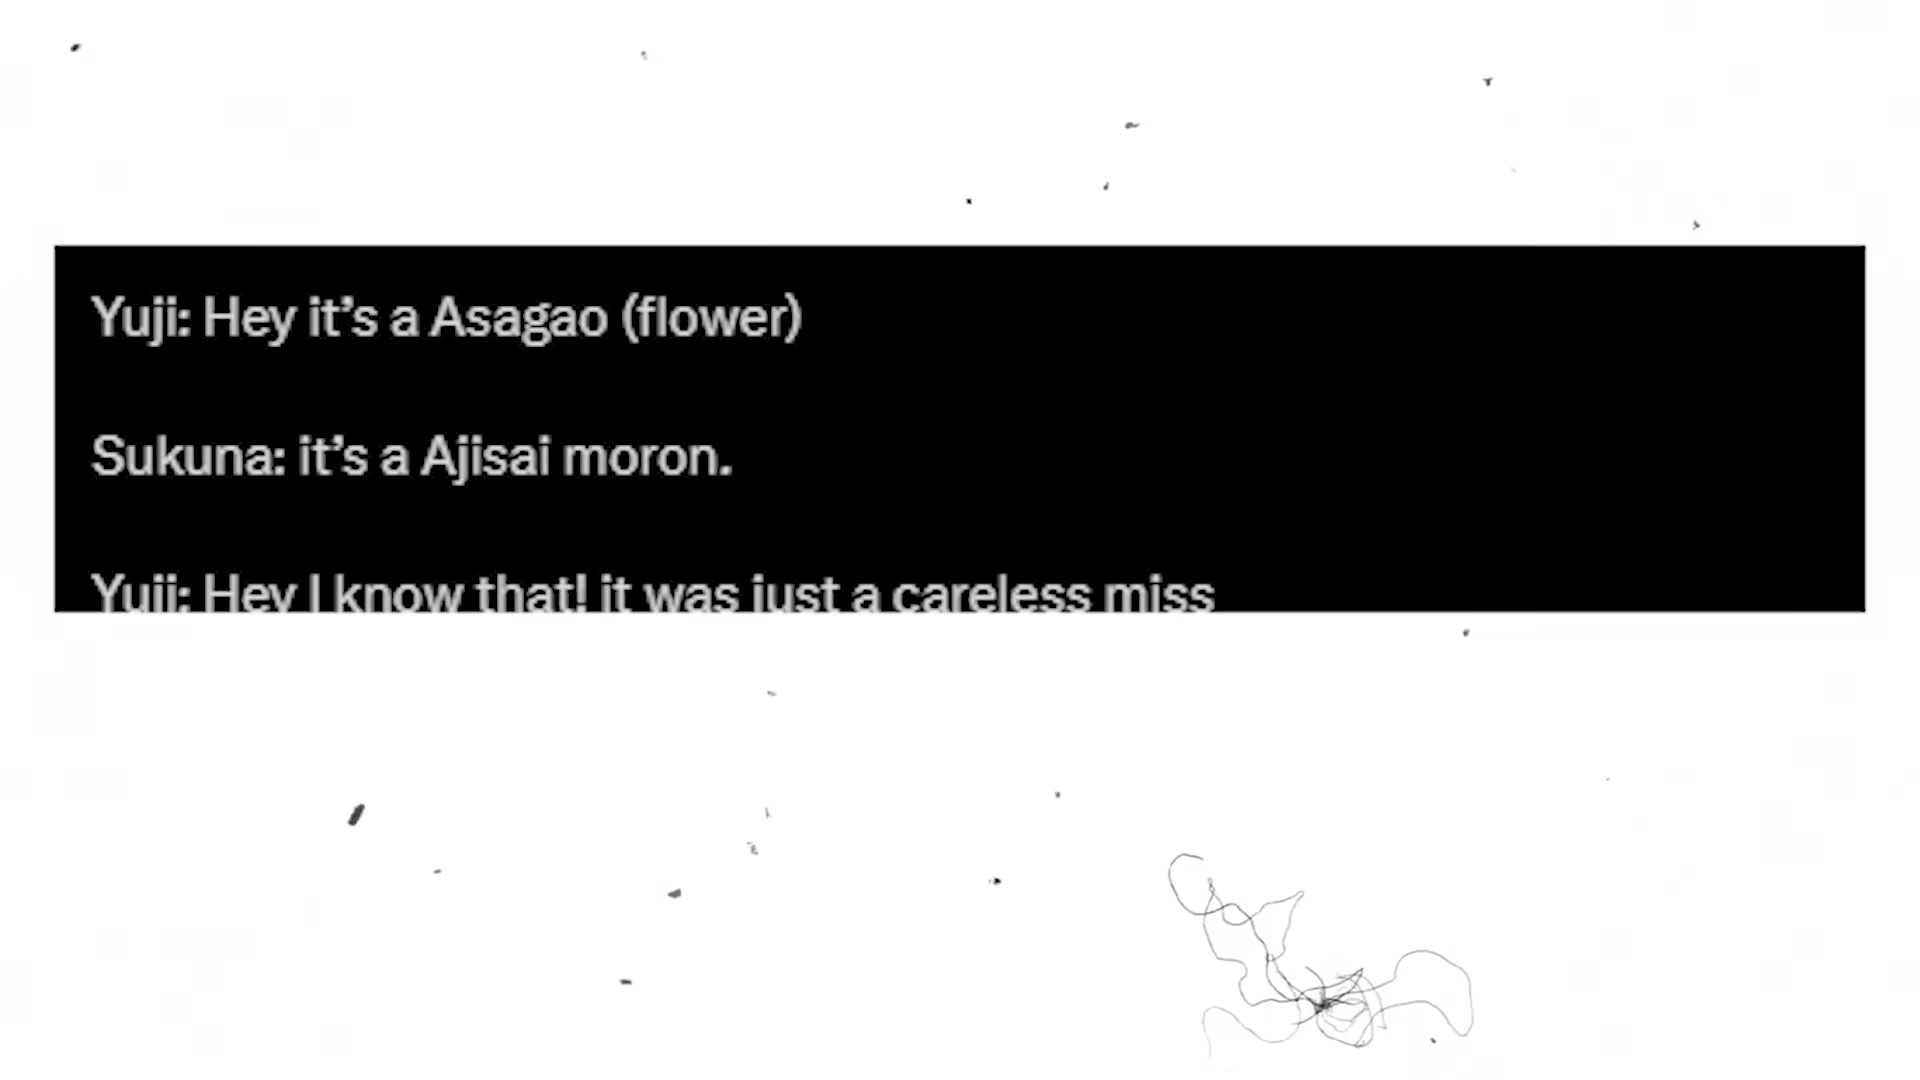 Yuji: Hey it’s a Asagao (flower)
Sukuna: it’s a Ajisai moron.
Yuji: Hey I know that! it was just a careless miss